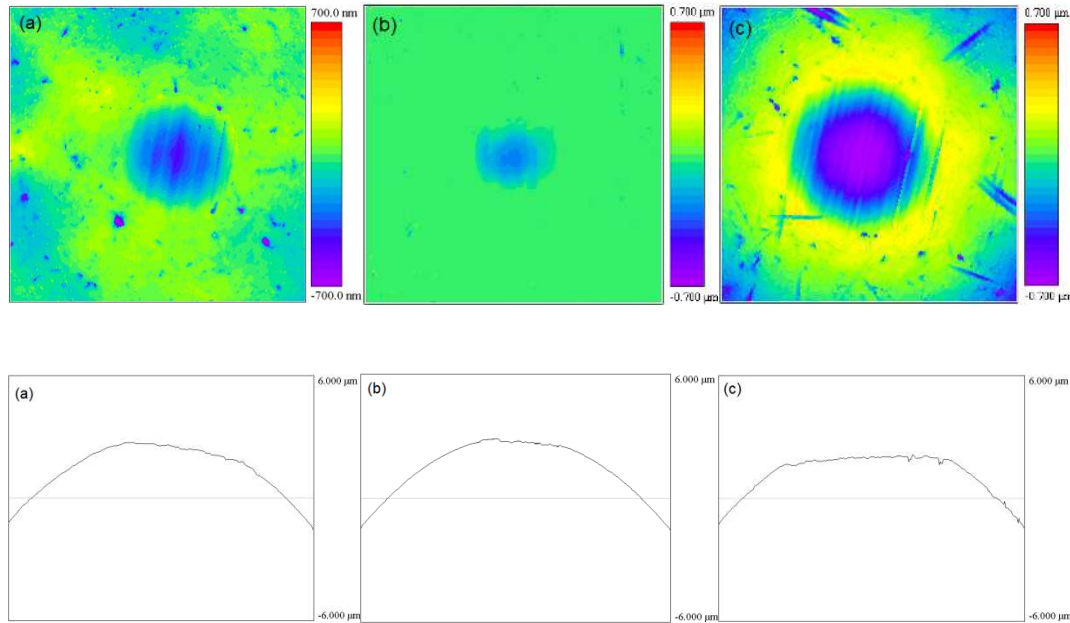 (a)
700.0 nm
-700.0 nm
(b)
0.700 µm
-0.700 µm
(c)
0.700 µm
-0.700 µm
(a)
6.000 µm
-6.000 µm
(b)
6.000 µm
-6.000 µm
(c)
6.000 µm
-6.000 µm